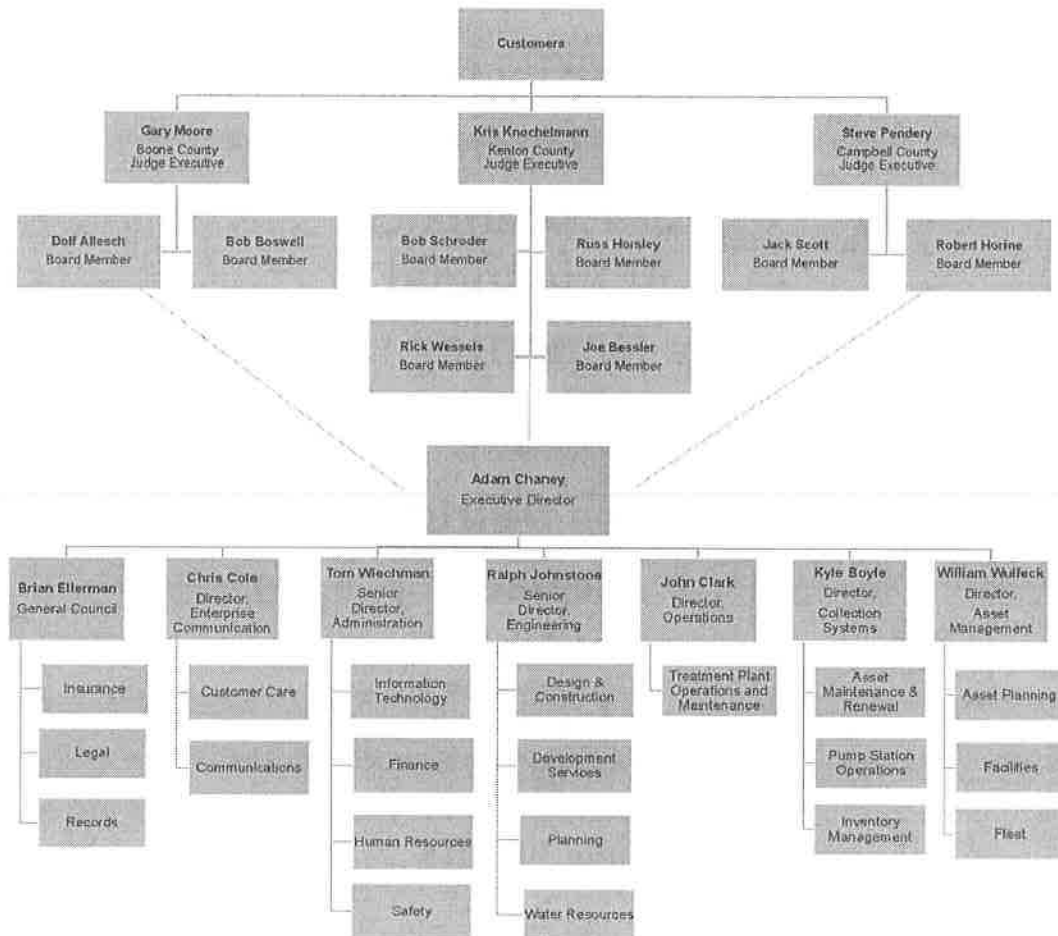 Customers
Gary Moore
Boone County
Judge Executive
Kris Knochelmann
Kenton County
Judge Executive
Steve Pendery
Campbell County
Judge Executive
Dolf Allesch
Board Member
Bob Boswell
Board Member
Bob Schroder
Board Member
Russ Horsley
Board Member
Jack Scott
Board Member
Robert Horine
Board Member
Rick Wessels
Board Member
Joe Bessler
Board Member
Adam Chaney
Executive Director
Brian Ellerman
General Council
Chris Cole
Director,
Enterprise
Communication
Tom Wiechman
Senior
Director,
Administration
Ralph Johnstone
Senior
Director,
Engineering
John Clark
Director,
Operations
Kyle Boyle
Director,
Collection
Systems
William Wulfeck
Director,
Asset
Management
Insurance
Legal
Records
Customer Care
Communications
Information
Technology
Finance
Human Resources
Safety
Design &
Construction
Development
Services
Planning
Water Resources
Treatment Plant
Operations and
Maintenance
Asset
Maintenance &
Renewal
Pump Station
Operations
Inventory
Management
Asset Planning
Facilities
Fleet